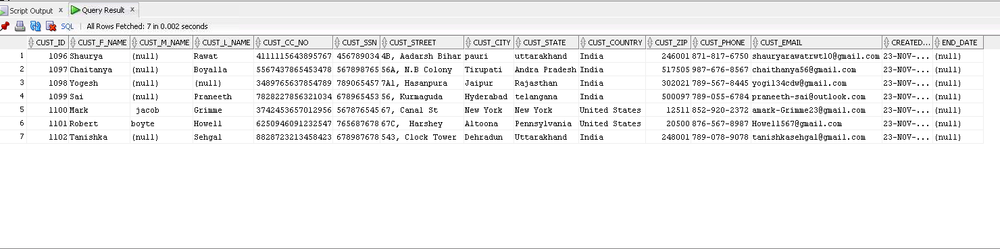 Script Output x Query Result x
SQL | All Rows Fetched: 7 in 0.002 seconds
CUST_ID CUST_F_NAME CUST_M_NAME CUST_L_NAME CUST_CC_NO CUST_SSN CUST_STREET CUST_CITY CUST_STATE CUST_COUNTRY CUST_ZIP CUST_PHONE CUST_EMAIL CREATED... END_DATE
1 1096 Shaurya (null) Rawat 4111115643895767 456789034 4B, Aadarsh Bihar pauri uttarakhand India 246001 871-817-6750 shauryarawatrwt10@gmail.com 23-NOV-... (null)
2 1097 Chaitanya (null) Boyalla 5567437865453478 567898765 56A, N.B Colony Tirupati Andra Pradesh India 517505 987-676-8567 chaithanya56@gmail.com 23-NOV-... (null)
3 1098 Yogesh (null) (null) 3489765637854789 789065457 7A1, Hasanpura Jaipur Rajasthan India 302021 789-567-8445 yogi134cdw@gmail.com 23-NOV-... (null)
4 1099 Sai (null) Praneeth 7828227856321034 678965453 56, Kurmaguda Hyderabad telangana India 500097 789-055-6784 praneeth-sai@outlook.com 23-NOV-... (null)
5 1100 Mark jacob Grimme 3742453657012956 567876545 67, Canal St New York New York United States 12511 852-920-2372 amark-Grimme23@gmail.com 23-NOV-... (null)
6 1101 Robert boyte Howell 6250946091232547 765687678 67C, Harshey Altoona Pennsylvania United States 20500 876-567-8987 Howell567@gmail.com 23-NOV-... (null)
7 1102 Tanishka (null) Sehgal 8828723213458423 678987678 543, Clock Tower Dehradun Uttarakhand India 248001 789-078-9078 tanishkasehgal@gmail.com 23-NOV-... (null)